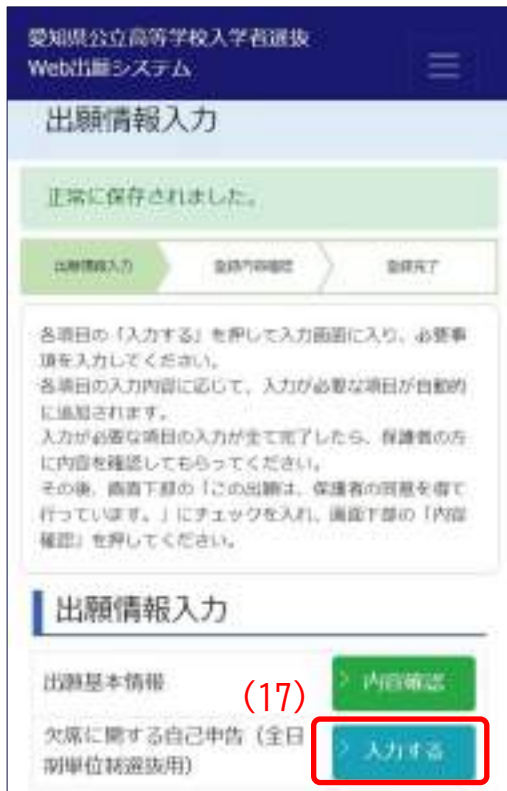 愛知県公立高等学校入学者選抜
Web出願システム
出願情報入力
正常に保存されました。
出願情報入力
登録内容確認
登録完了
各項目の「入力する」を押して入力画面に入り、必要事
項を入力してください。
各項目の入力内容に応じて、入力が必要な項目が自動的
に追加されます。
入力が必要な項目の入力が全て完了したら、保護者の方
に内容を確認してもらってください。
その後、画面下部の「この出願は、保護者の同意を得て
行っています。」にチェックを入れ、画面下部の「内容
確認」を押してください。
出願情報入力
出願基本情報
(17)
内容確認
欠席に関する自己申告（全日
制単位制選抜用）
入力する